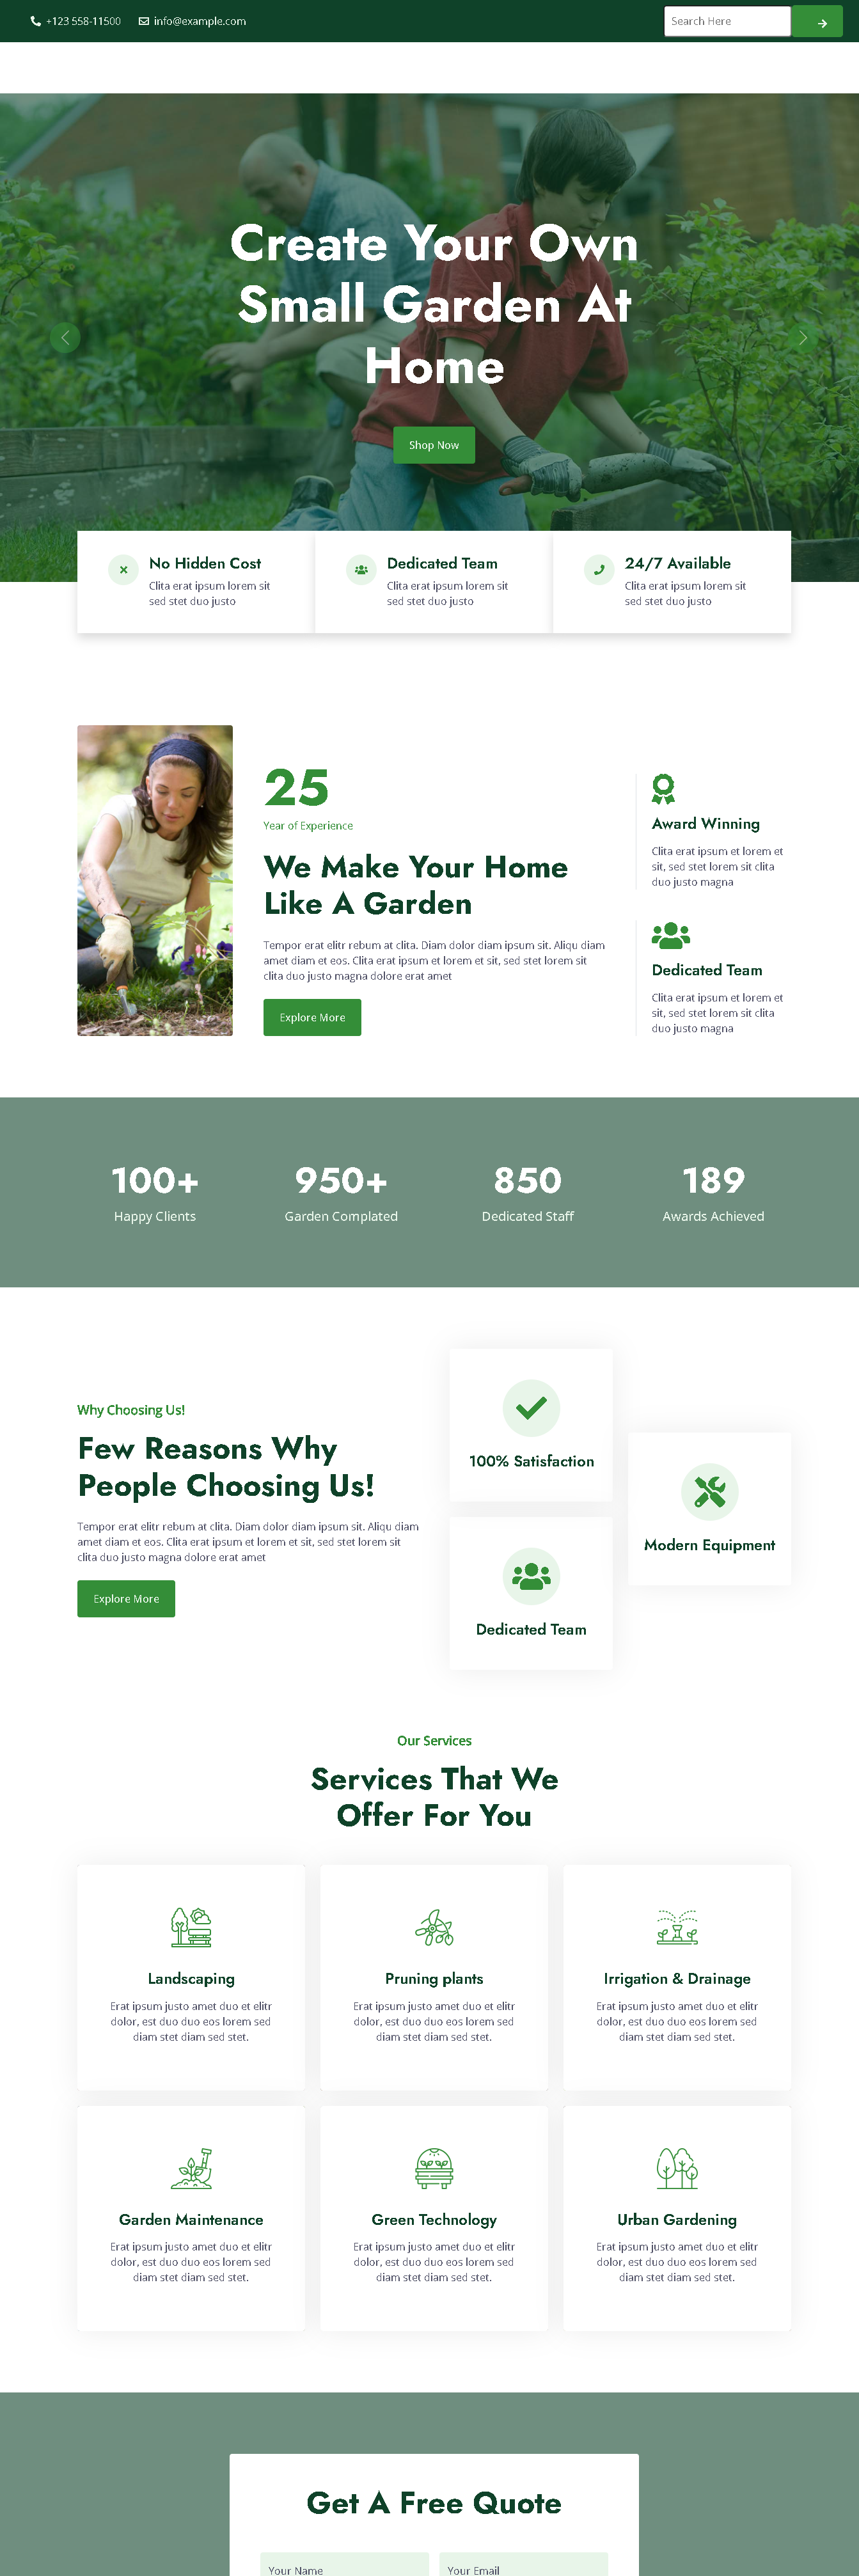 +123 558-11500 info@example.com Search Here
Create Your Own
Small Garden At
Home
Shop Now
No Hidden Cost
Clita erat ipsum lorem sit
sed stet duo justo
Dedicated Team
Clita erat ipsum lorem sit
sed stet duo justo
24/7 Available
Clita erat ipsum lorem sit
sed stet duo justo
25
Year of Experience
We Make Your Home
Like A Garden
Tempor erat elitr rebum at clita. Diam dolor diam ipsum sit. Aliqu diam
amet diam et eos. Clita erat ipsum et lorem et sit, sed stet lorem sit
clita duo justo magna dolore erat amet
Explore More
Award Winning
Clita erat ipsum et lorem et
sit, sed stet lorem sit clita
duo justo magna
Dedicated Team
Clita erat ipsum et lorem et
sit, sed stet lorem sit clita
duo justo magna
100+
Happy Clients
950+
Garden Complated
850
Dedicated Staff
189
Awards Achieved
Why Choosing Us!
Few Reasons Why
People Choosing Us!
Tempor erat elitr rebum at clita. Diam dolor diam ipsum sit. Aliqu diam
amet diam et eos. Clita erat ipsum et lorem et sit, sed stet lorem sit
clita duo justo magna dolore erat amet
Explore More
100% Satisfaction
Dedicated Team
Modern Equipment
Our Services
Services That We
Offer For You
Landscaping
Erat ipsum justo amet duo et elitr
dolor, est duo duo eos lorem sed
diam stet diam sed stet.
Pruning plants
Erat ipsum justo amet duo et elitr
dolor, est duo duo eos lorem sed
diam stet diam sed stet.
Irrigation & Drainage
Erat ipsum justo amet duo et elitr
dolor, est duo duo eos lorem sed
diam stet diam sed stet.
Garden Maintenance
Erat ipsum justo amet duo et elitr
dolor, est duo duo eos lorem sed
diam stet diam sed stet.
Green Technology
Erat ipsum justo amet duo et elitr
dolor, est duo duo eos lorem sed
diam stet diam sed stet.
Urban Gardening
Erat ipsum justo amet duo et elitr
dolor, est duo duo eos lorem sed
diam stet diam sed stet.
Get A Free Quote
Your Name Your Email